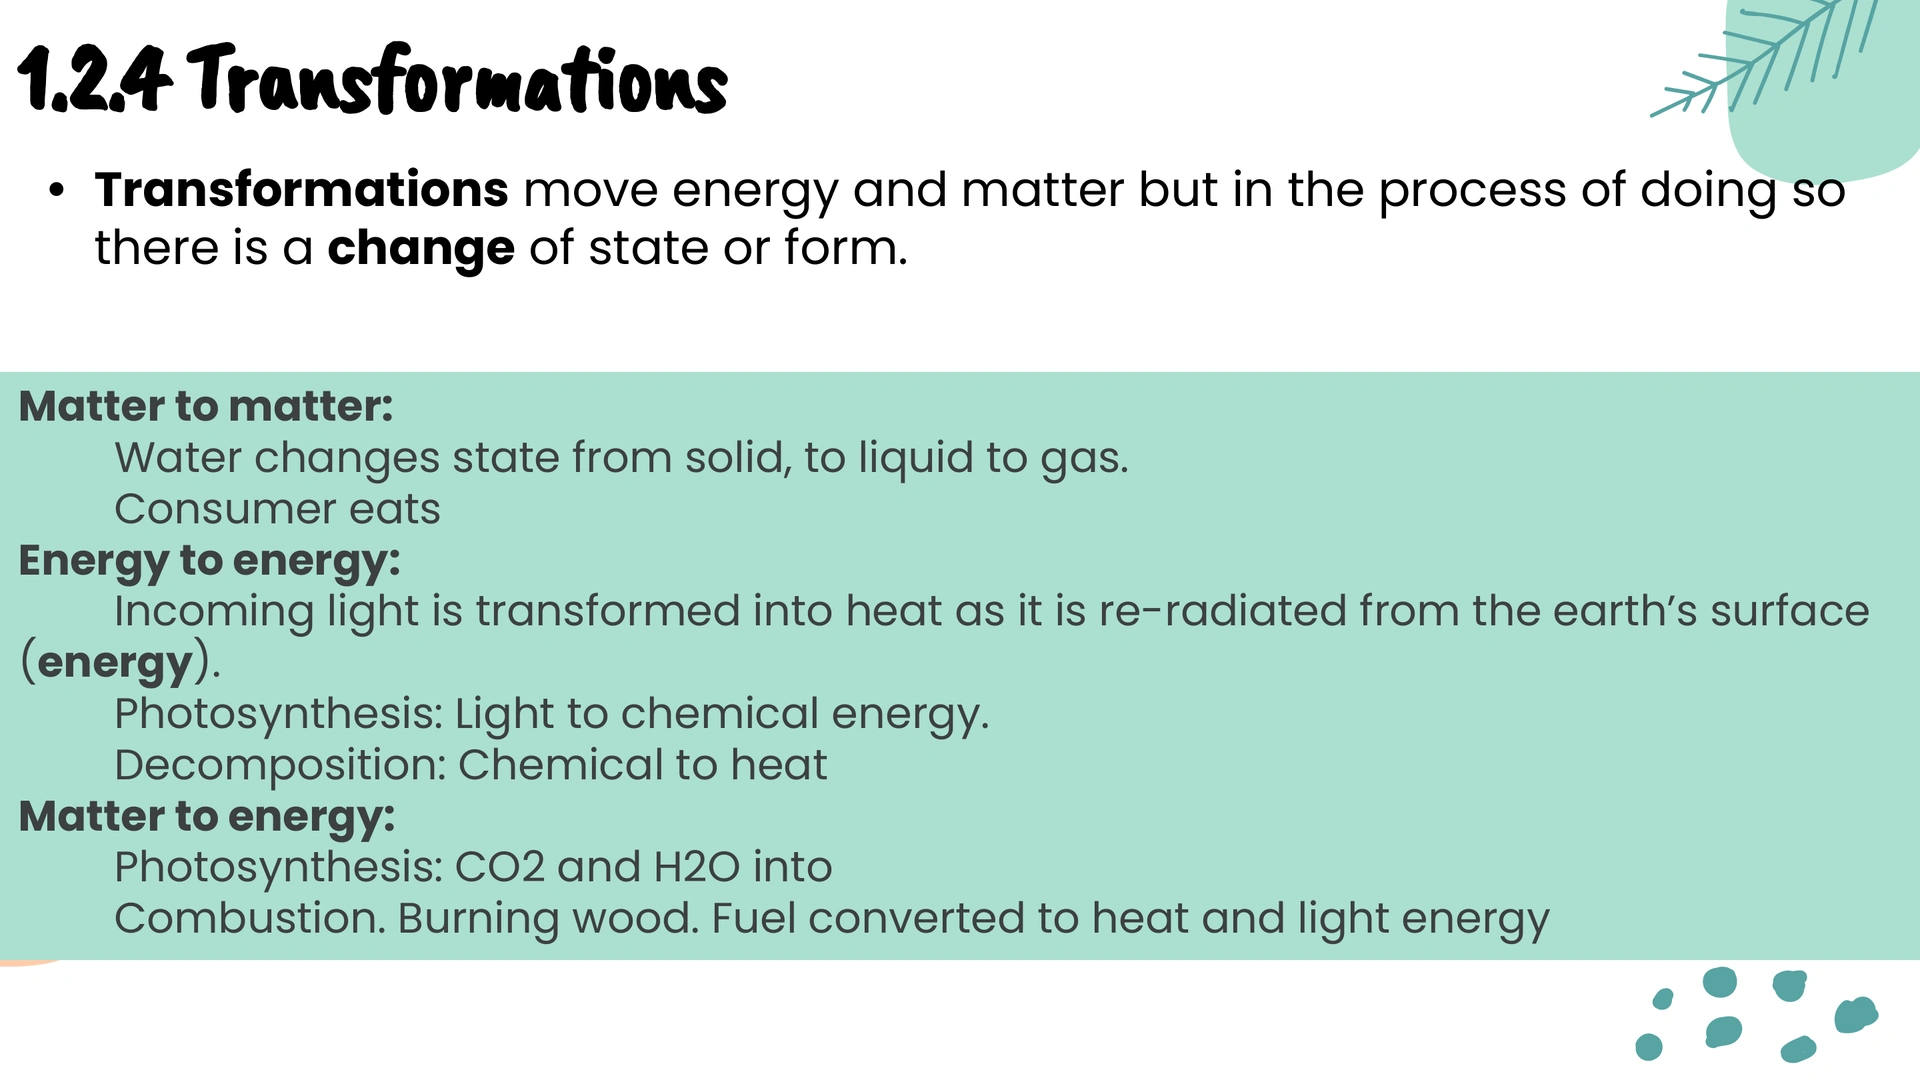 1.2.4 Transformations
• Transformations move energy and matter but in the process of doing so
there is a change of state or form.
Matter to matter:
Water changes state from solid, to liquid to gas.
Consumer eats
Energy to energy:
Incoming light is transformed into heat as it is re-radiated from the earth’s surface
(energy).
Photosynthesis: Light to chemical energy.
Decomposition: Chemical to heat
Matter to energy:
Photosynthesis: CO2 and H2O into
Combustion. Burning wood. Fuel converted to heat and light energy